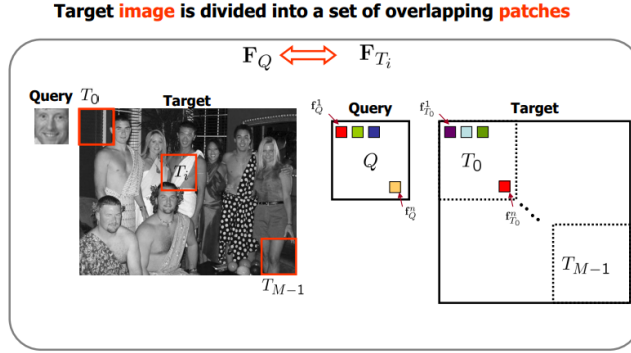 Target image is divided into a set of overlapping patches
F_Q ⇔ F_{T_i}
Query T_0 Target
T_i
T_{M−1}
f_Q^1 Query
Q
f_Q^n
f_{T_0}^1 Target
T_0
f_{T_0}^n
T_{M−1}